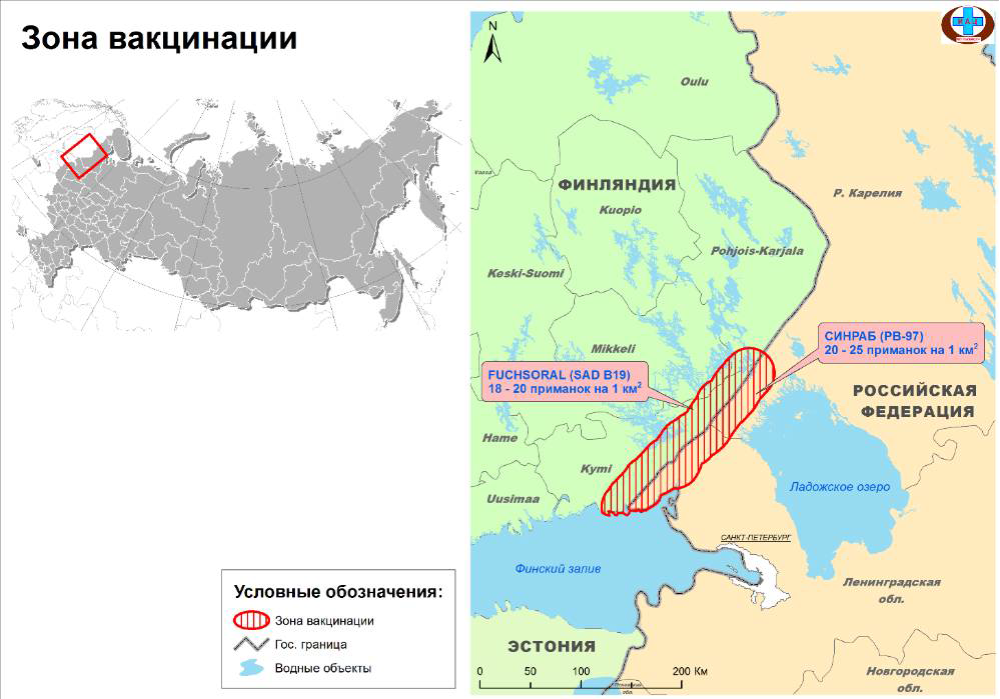 Зона вакцинации
N
Oulu
Vaasa
ФИНЛЯНДИЯ
Kuopio
Р. Карелия
Pohjois-Karjala
Keski-Suomi
СИНРАБ (РВ-97)
20 - 25 приманок на 1 км²
Mikkeli
FUCHSORAL (SAD B19)
18 - 20 приманок на 1 км²
РОССИЙСКАЯ
ФЕДЕРАЦИЯ
Hame
Kymi
Uusimaa
Ладожское озеро
САНКТ-ПЕТЕРБУРГ
Финский залив
Ленинградская
обл.
Условные обозначения:
Зона вакцинации
Гос. граница
Водные объекты
ЭСТОНИЯ
0 50 100 200 Км
Новгородская
обл.
обл.